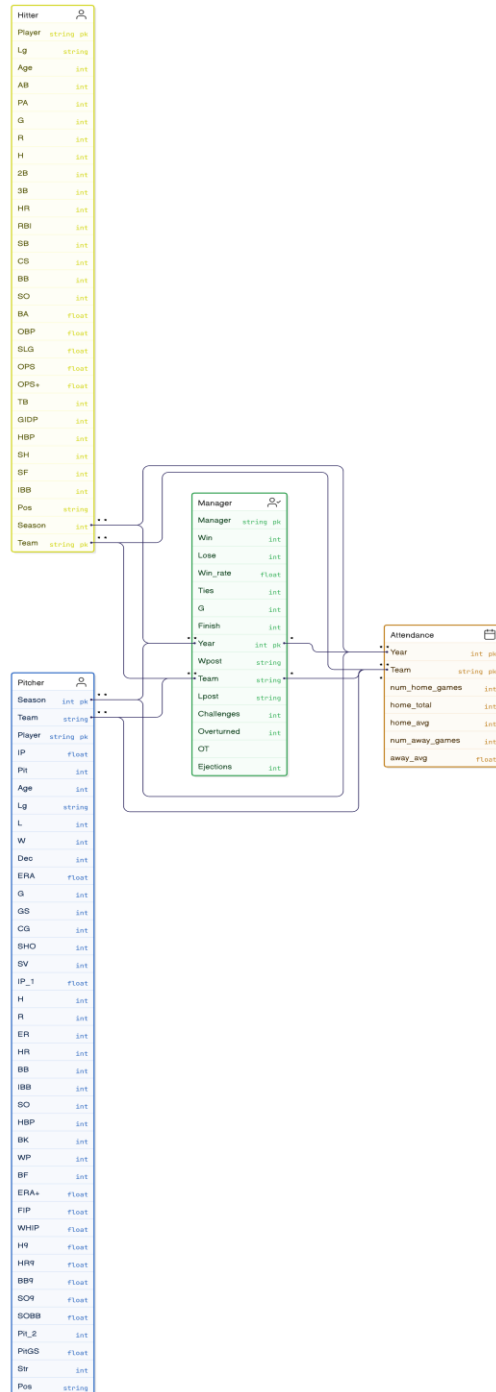 Hitter
Player string pk
Lg string
Age int
AB int
PA int
G int
R int
H int
2B int
3B int
HR int
RBI int
SB int
CS int
BB int
SO int
BA float
OBP float
SLG float
OPS float
OPS+ float
TB int
GIDP int
HBP int
SH int
SF int
IBB int
Pos string
Season int
Team string pk
Manager
Manager string pk
Win int
Lose int
Win_rate float
Ties int
G int
Finish int
Year int pk
Wpost string
Team string
Lpost string
Challenges int
Overturned int
OT
Ejections int
Attendance
Year int pk
Team string pk
num_home_games int
home_total int
home_avg int
num_away_games int
away_avg float
Pitcher
Season int pk
Team string
Player string pk
IP float
Pit int
Age int
Lg string
L int
W int
Dec int
ERA float
G int
GS int
CG int
SHO int
SV int
IP_1 float
H int
R int
ER int
HR int
BB int
IBB int
SO int
HBP int
BK int
WP int
BF int
ERA+ float
FIP float
WHIP float
H9 float
HR9 float
BB9 float
SO9 float
SOBB float
Pit_2 int
PitGS float
Str int
Pos string